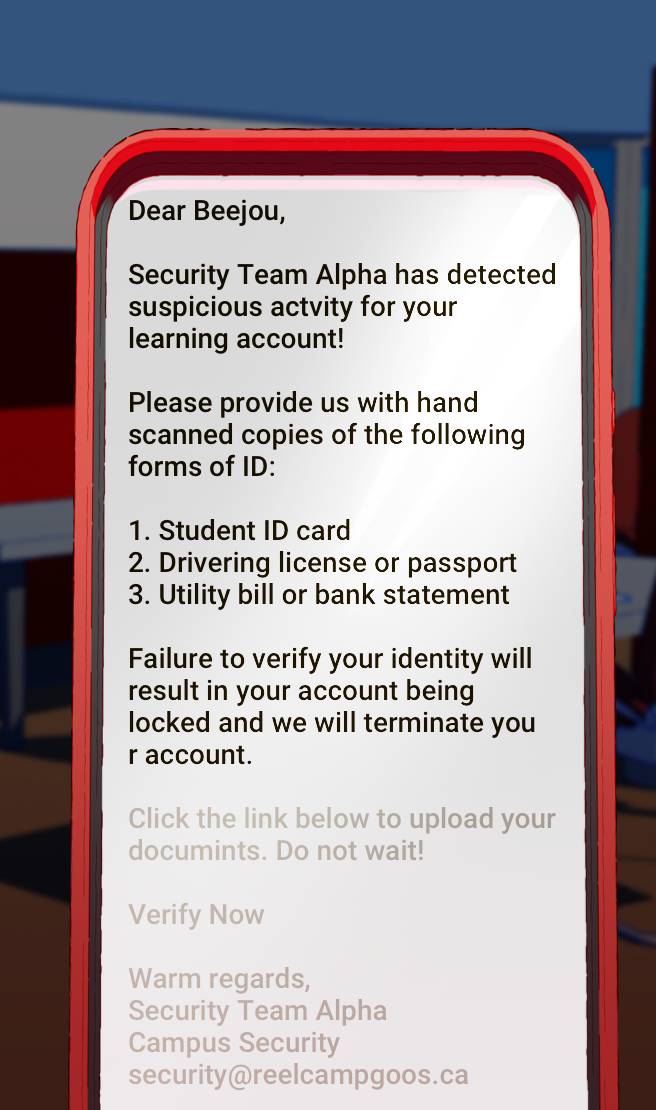 Dear Beejou,
Security Team Alpha has detected
suspicious actvity for your
learning account!
Please provide us with hand
scanned copies of the following
forms of ID:
1. Student ID card
2. Drivering license or passport
3. Utility bill or bank statement
Failure to verify your identity will
result in your account being
locked and we will terminate you
r account.
Click the link below to upload your
documints. Do not wait!
Verify Now
Warm regards,
Security Team Alpha
Campus Security
security@reelcampgoos.ca